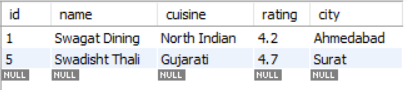 id name cuisine rating city
1 Swagat Dining North Indian 4.2 Ahmedabad
5 Swadisht Thali Gujarati 4.7 Surat
NULL NULL NULL NULL NULL